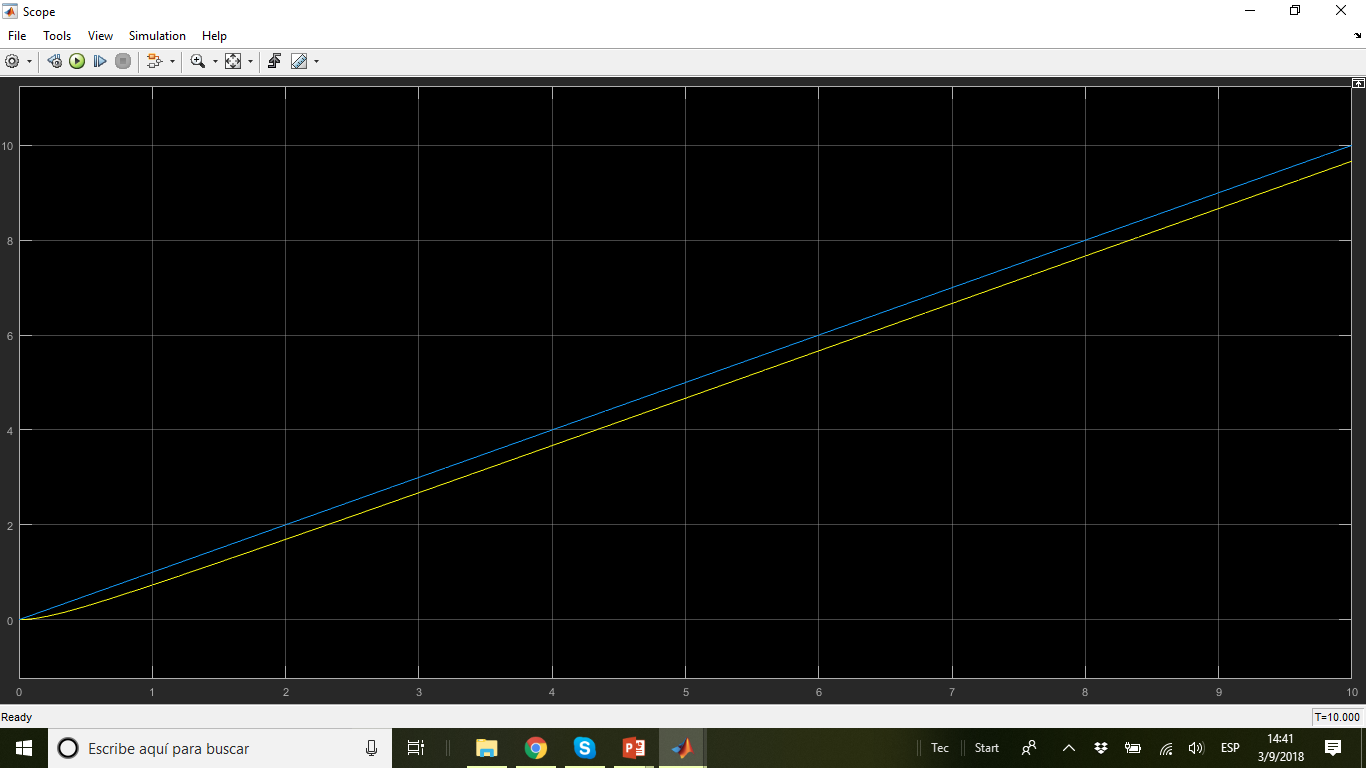 Scope
File Tools View Simulation Help
10
8
6
4
2
0
0 1 2 3 4 5 6 7 8 9 10
Ready T=10.000
Escribe aquí para buscar
Tec Start ESP
14:41
3/9/2018